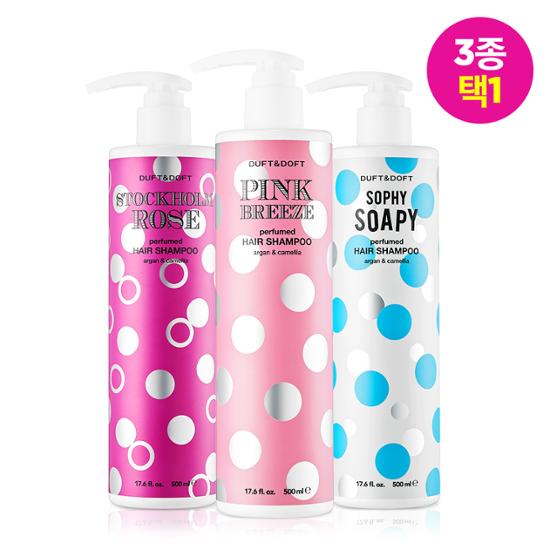 3종
택1
DUFT&DOFT
STOCKHOLM
ROSE
perfumed
HAIR SHAMPOO
argan & camellia
17.6 fl. oz. 500 ml ℮
DUFT&DOFT
PINK
BREEZE
perfumed
HAIR SHAMPOO
argan & camellia
17.6 fl. oz. 500 ml ℮
DUFT&DOFT
SOPHY
SOAPY
perfumed
HAIR SHAMPOO
argan & camellia
17.6 fl. oz. 500 ml ℮